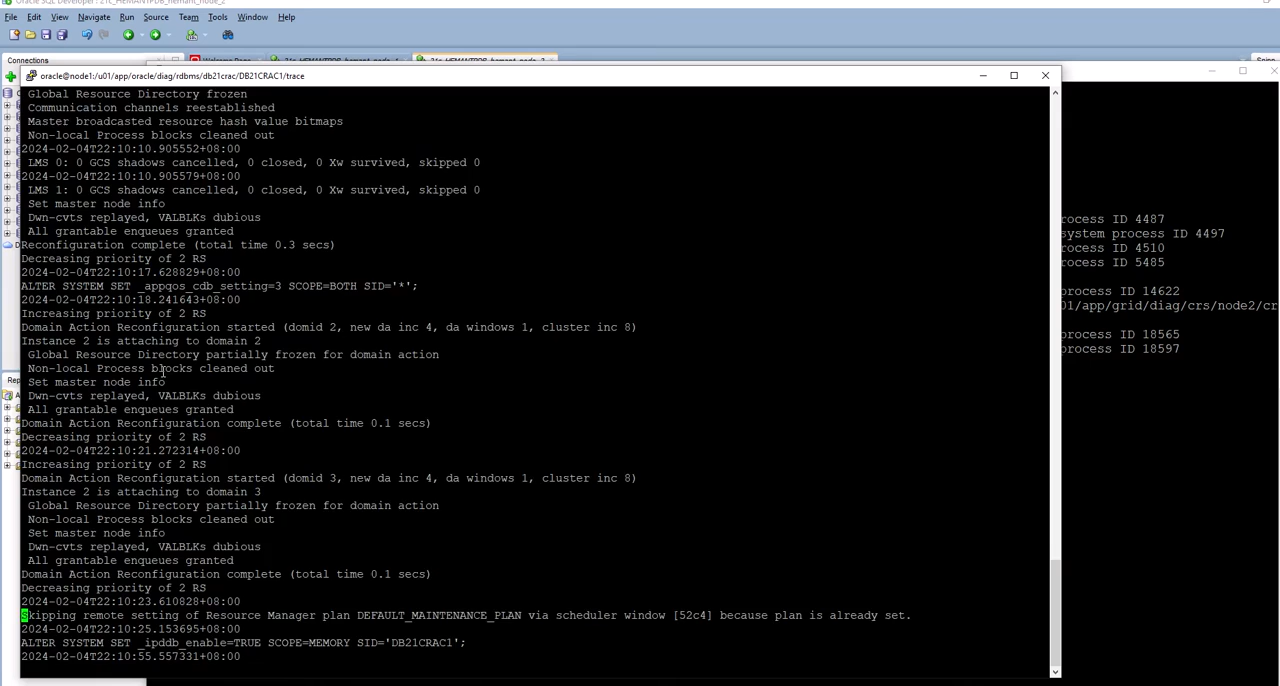 Oracle SQL Developer : 21c_HEMANTPDB_hemant_node_2
File Edit View Navigate Run Source Team Tools Window Help
Connections
oracle@node1:/u01/app/oracle/diag/rdbms/db21crac/DB21CRAC1/trace
Global Resource Directory frozen
Communication channels reestablished
Master broadcasted resource hash value bitmaps
Non-local Process blocks cleaned out
2024-02-04T22:10:10.905552+08:00
LMS 0: 0 GCS shadows cancelled, 0 closed, 0 Xw survived, skipped 0
2024-02-04T22:10:10.905579+08:00
LMS 1: 0 GCS shadows cancelled, 0 closed, 0 Xw survived, skipped 0
Set master node info
Dwn-cvts replayed, VALBLKs dubious
All grantable enqueues granted
Reconfiguration complete (total time 0.3 secs)
Decreasing priority of 2 RS
2024-02-04T22:10:17.628829+08:00
ALTER SYSTEM SET _appqos_cdb_setting=3 SCOPE=BOTH SID='*';
2024-02-04T22:10:18.241643+08:00
Increasing priority of 2 RS
Domain Action Reconfiguration started (domid 2, new da inc 4, da windows 1, cluster inc 8)
Instance 2 is attaching to domain 2
Global Resource Directory partially frozen for domain action
Non-local Process blocks cleaned out
Set master node info
Dwn-cvts replayed, VALBLKs dubious
All grantable enqueues granted
Domain Action Reconfiguration complete (total time 0.1 secs)
Decreasing priority of 2 RS
2024-02-04T22:10:21.272314+08:00
Increasing priority of 2 RS
Domain Action Reconfiguration started (domid 3, new da inc 4, da windows 1, cluster inc 8)
Instance 2 is attaching to domain 3
Global Resource Directory partially frozen for domain action
Non-local Process blocks cleaned out
Set master node info
Dwn-cvts replayed, VALBLKs dubious
All grantable enqueues granted
Domain Action Reconfiguration complete (total time 0.1 secs)
Decreasing priority of 2 RS
2024-02-04T22:10:23.610828+08:00
Skipping remote setting of Resource Manager plan DEFAULT_MAINTENANCE_PLAN via scheduler window [52c4] because plan is already set.
2024-02-04T22:10:25.153695+08:00
ALTER SYSTEM SET _ipddb_enable=TRUE SCOPE=MEMORY SID='DB21CRAC1';
2024-02-04T22:10:55.557331+08:00
rocess ID 4487
system process ID 4497
rocess ID 4510
rocess ID 5485
rocess ID 14622
01/app/grid/diag/crs/node2/cr
rocess ID 18565
rocess ID 18597